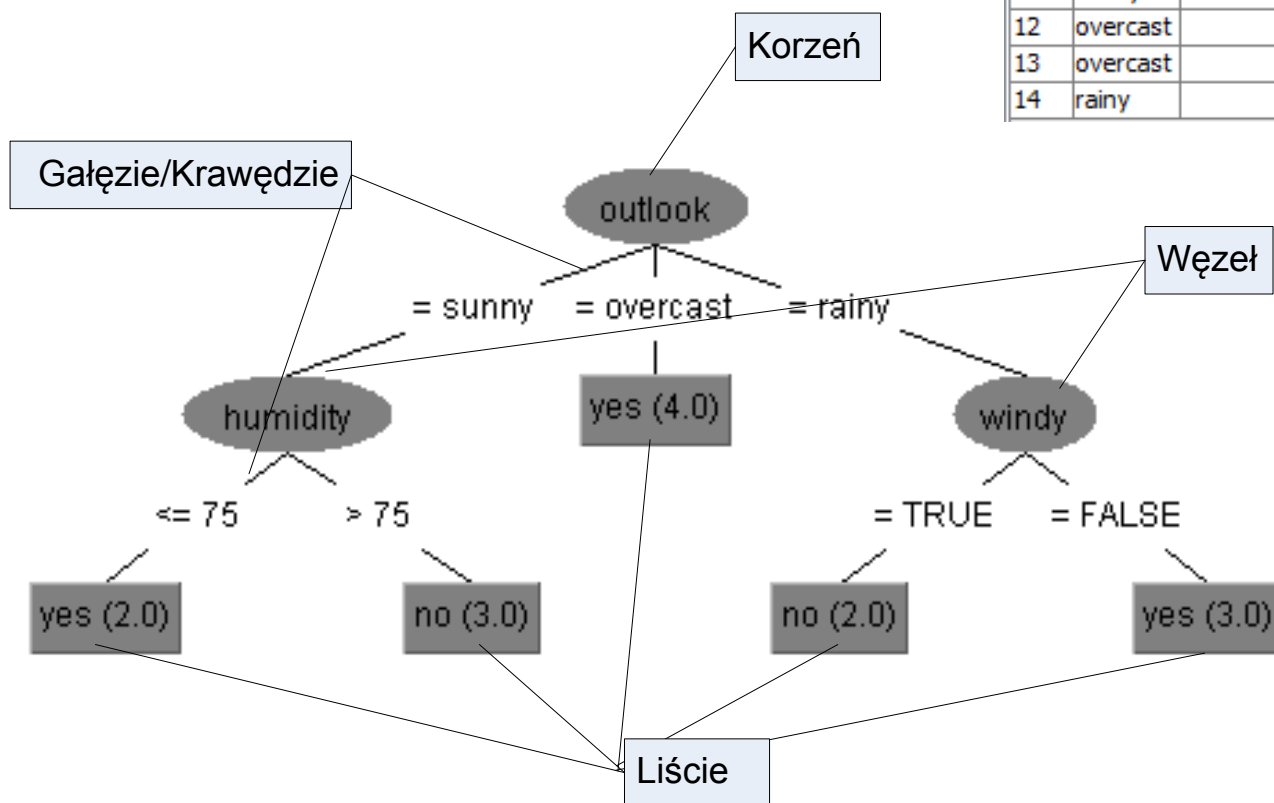 12 overcast
13 overcast
14 rainy
Korzeń
Gałęzie/Krawędzie
outlook
Węzeł
= sunny = overcast = rainy
humidity yes (4.0) windy
<= 75 > 75 = TRUE = FALSE
yes (2.0) no (3.0) no (2.0) yes (3.0)
Liście